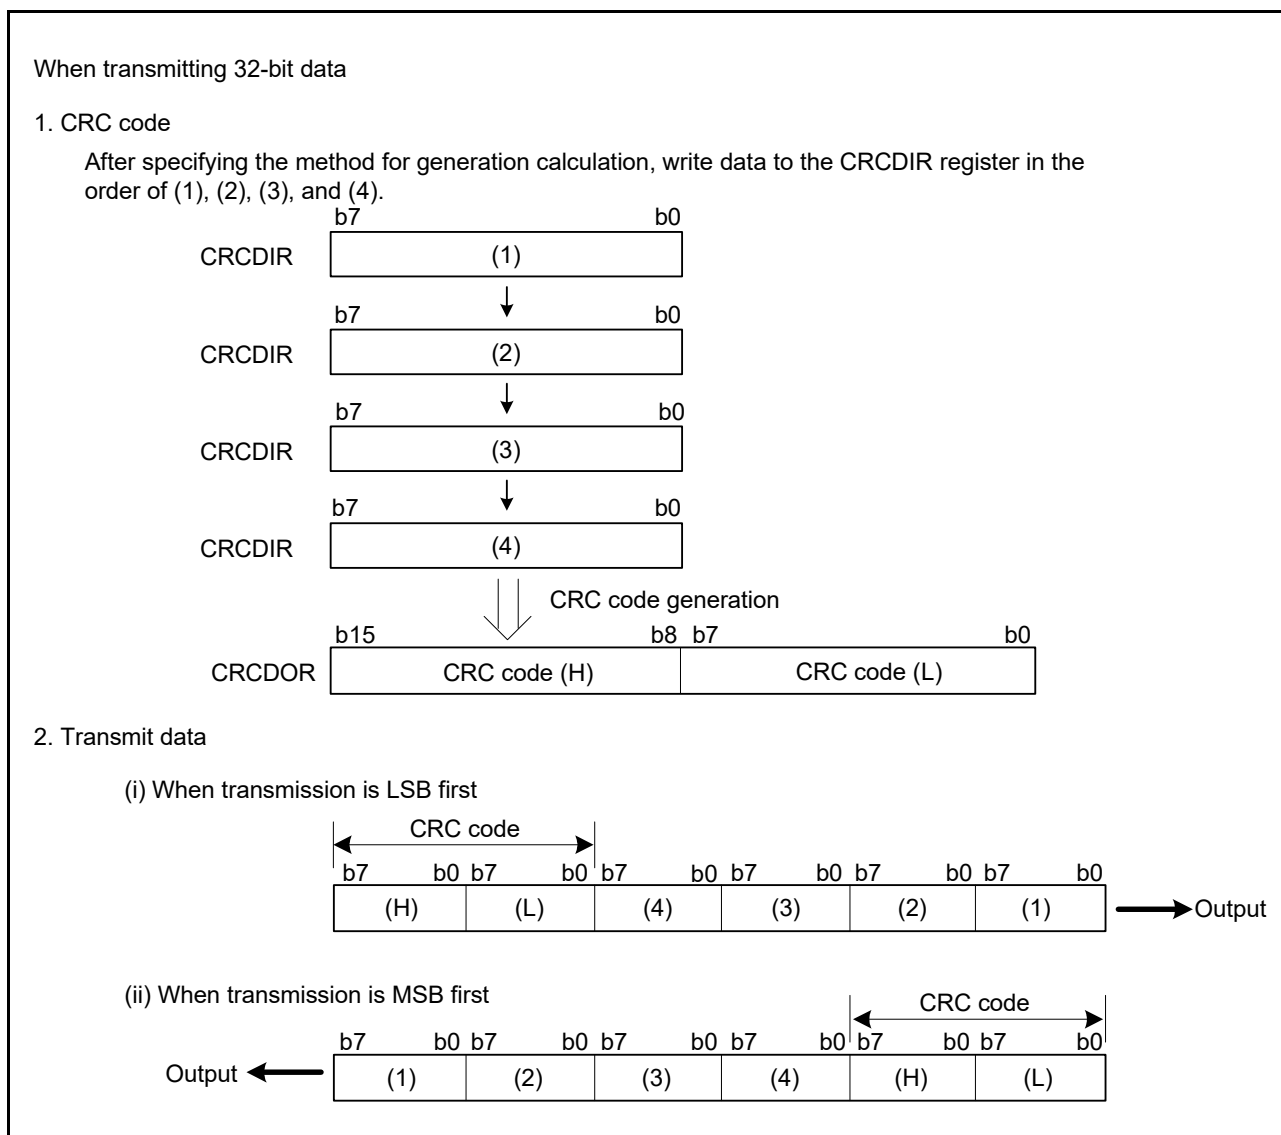 When transmitting 32-bit data
1. CRC code
After specifying the method for generation calculation, write data to the CRCDIR register in the
order of (1), (2), (3), and (4).
b7 b0
CRCDIR (1)
b7 b0
CRCDIR (2)
b7 b0
CRCDIR (3)
b7 b0
CRCDIR (4)
CRC code generation
b15 b8 b7 b0
CRCDOR CRC code (H) CRC code (L)
2. Transmit data
(i) When transmission is LSB first
CRC code
b7 b0 b7 b0 b7 b0 b7 b0 b7 b0 b7 b0
(H) (L) (4) (3) (2) (1) Output
(ii) When transmission is MSB first
CRC code
b7 b0 b7 b0 b7 b0 b7 b0 b7 b0 b7 b0
Output (1) (2) (3) (4) (H) (L)